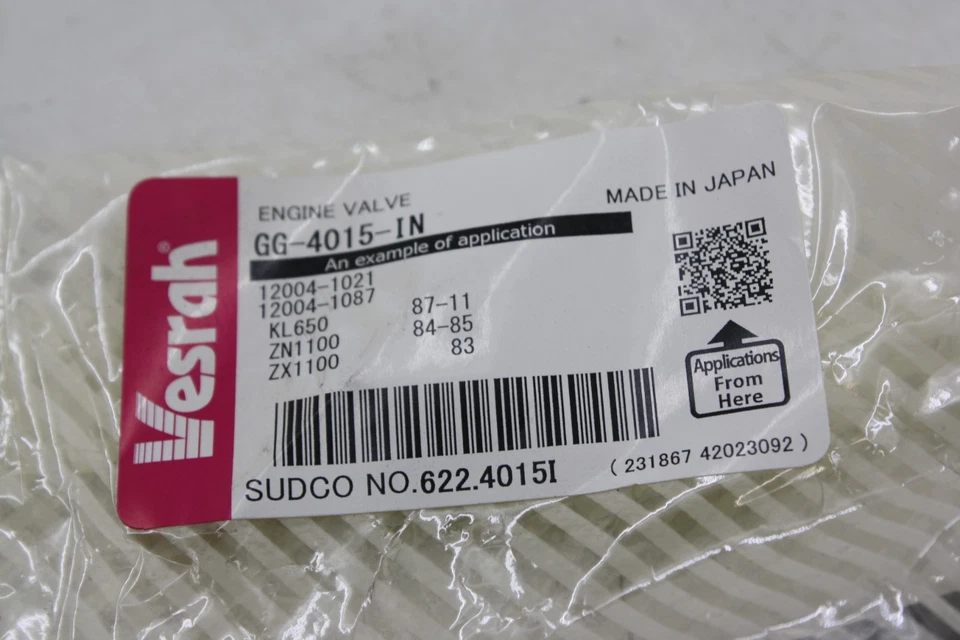 Vesrah®
ENGINE VALVE
MADE IN JAPAN
GG-4015-IN
An example of application
12004-1021
12004-1087
KL650 87-11
ZN1100 84-85
ZX1100 83
Applications
From
Here
SUDCO NO.622.4015I
( 231867 42023092 )